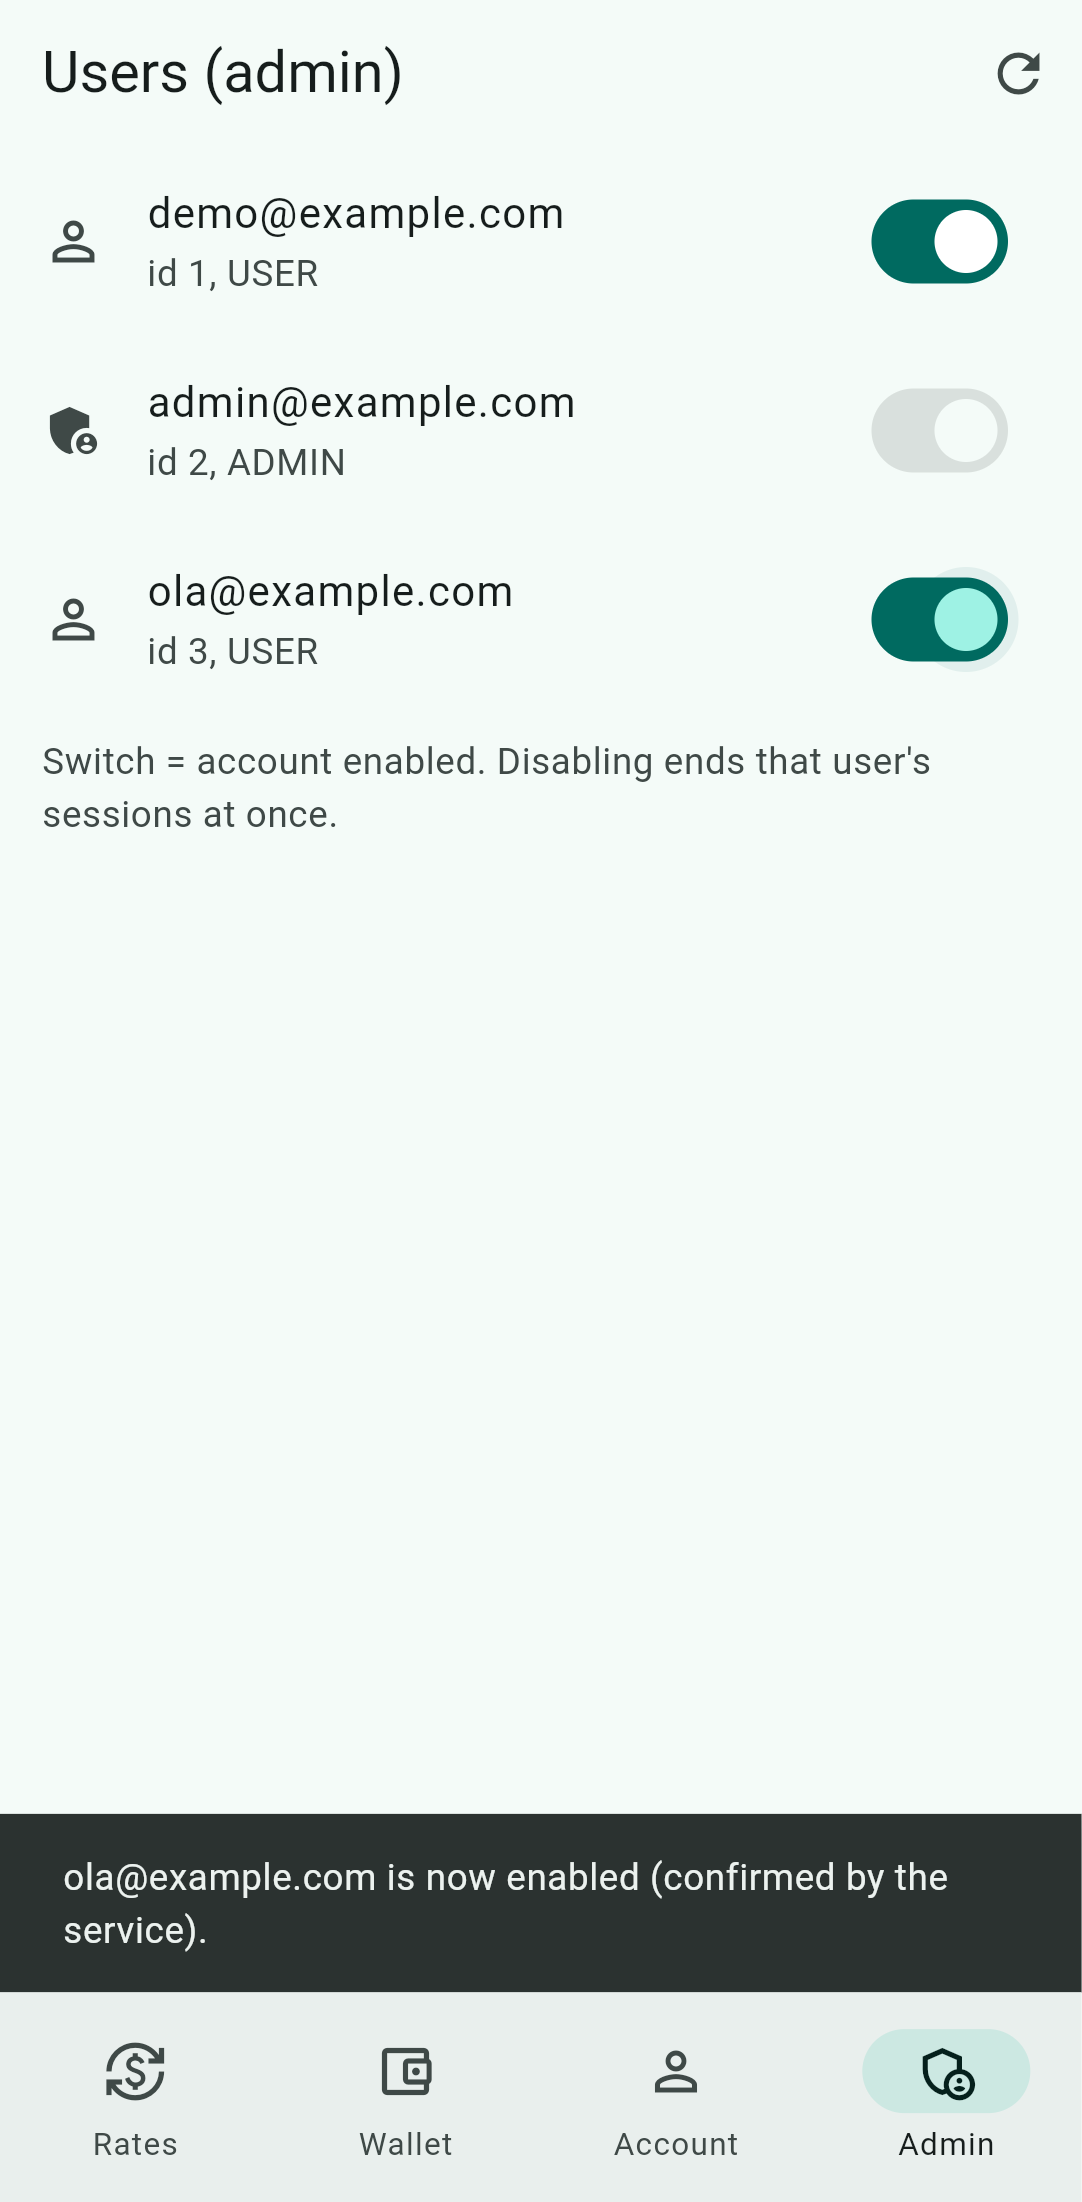 Users (admin)
demo@example.com
id 1, USER
admin@example.com
id 2, ADMIN
ola@example.com
id 3, USER
Switch = account enabled. Disabling ends that user's
sessions at once.
ola@example.com is now enabled (confirmed by the
service).
Rates
Wallet
Account
Admin